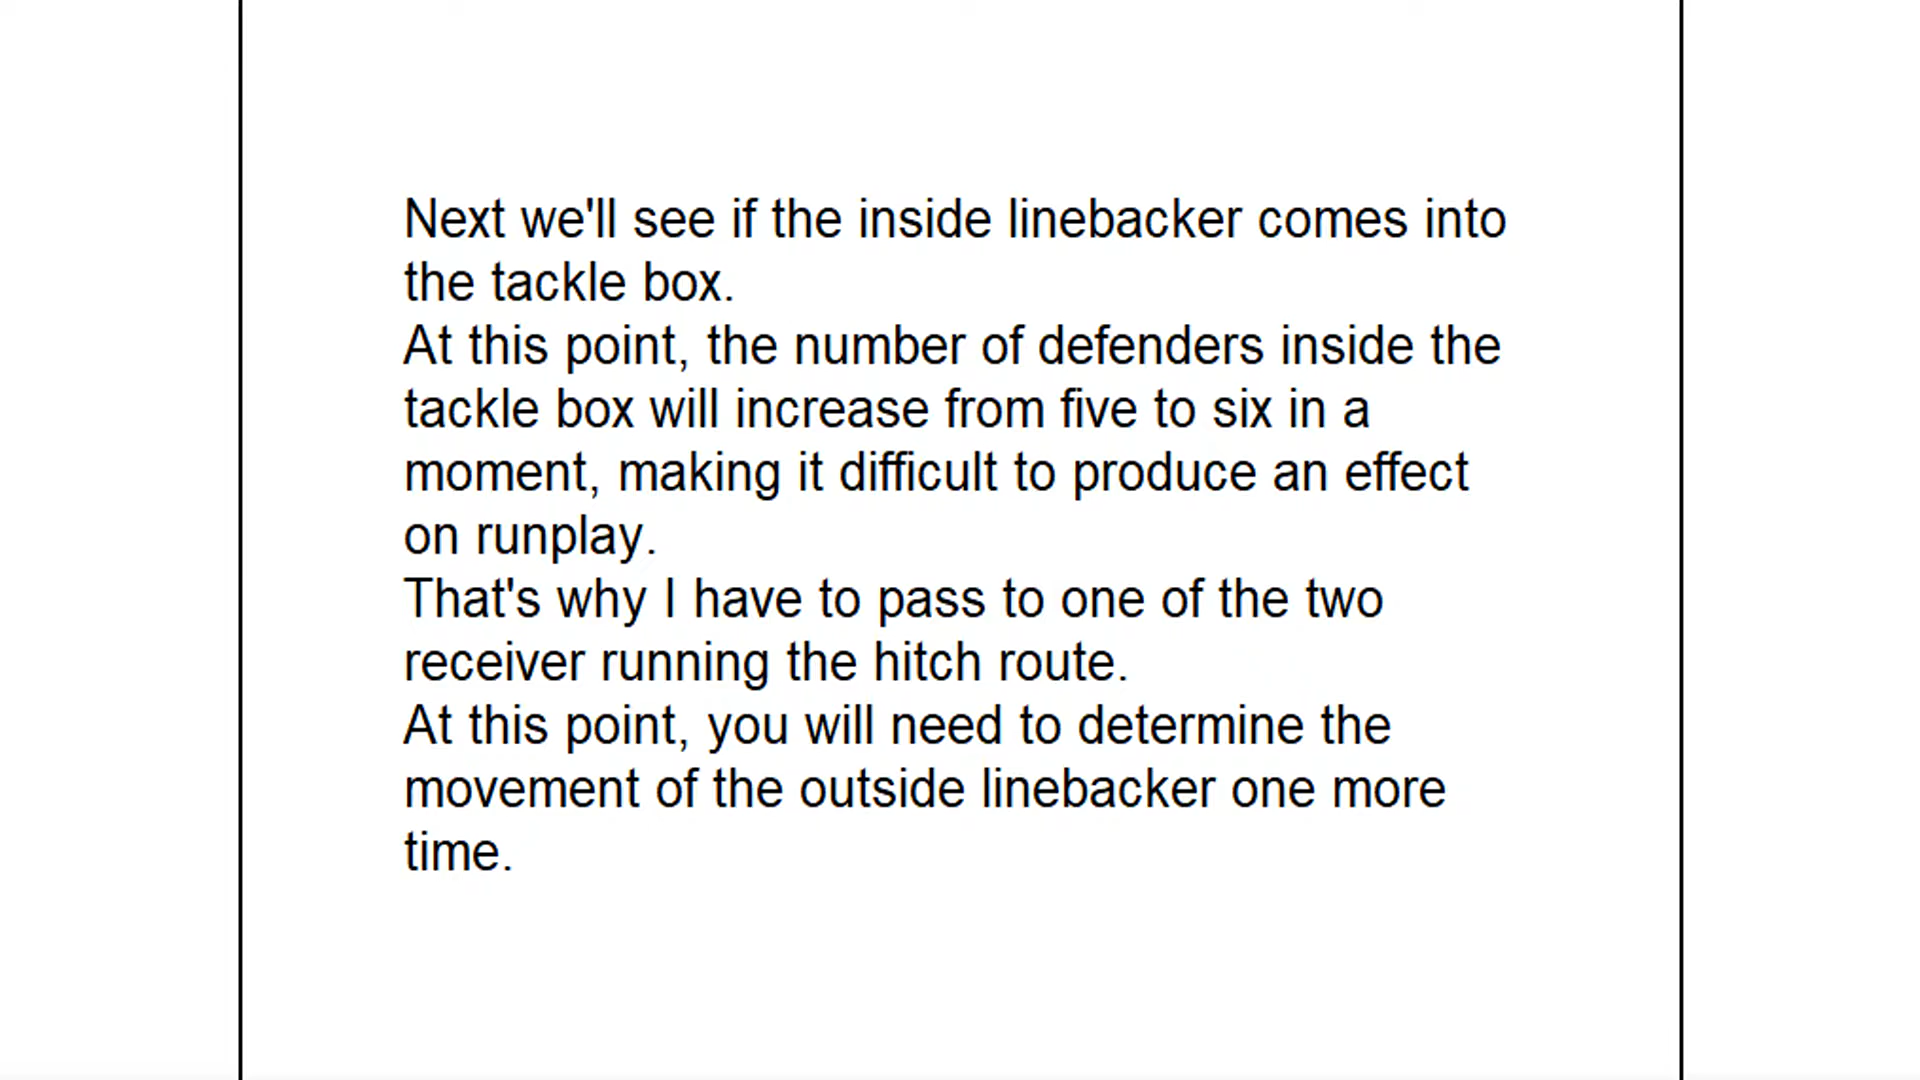 Next we'll see if the inside linebacker comes into
the tackle box.
At this point, the number of defenders inside the
tackle box will increase from five to six in a
moment, making it difficult to produce an effect
on runplay.
That's why I have to pass to one of the two
receiver running the hitch route.
At this point, you will need to determine the
movement of the outside linebacker one more
time.